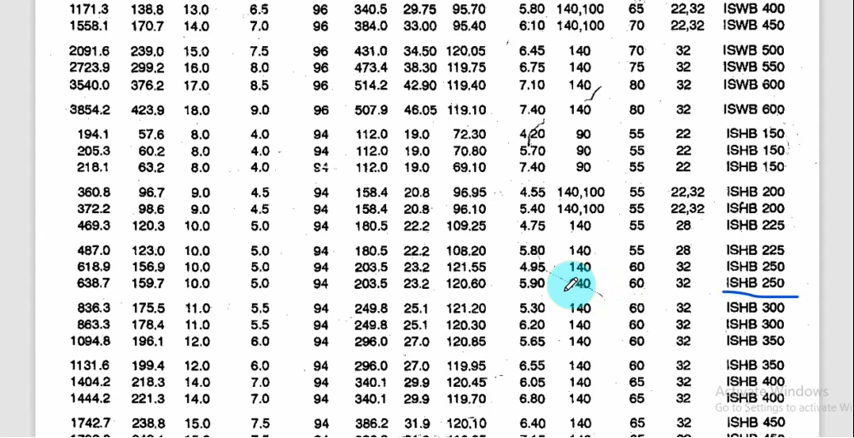 1171.3 138.8 13.0 6.5 96 340.5 29.75 95.70 5.80 140,100 65 22,32 ISWB 400
1558.1 170.7 14.0 7.0 96 384.0 33.00 95.40 6.10 140,100 70 22,32 ISWB 450
2091.6 239.0 15.0 7.5 96 431.0 34.50 120.05 6.45 140 70 32 ISWB 500
2723.9 299.2 16.0 8.0 96 473.4 38.30 119.75 6.75 140 75 32 ISWB 550
3540.0 376.2 17.0 8.5 96 514.2 42.90 119.40 7.10 140 80 32 ISWB 600
3854.2 423.9 18.0 9.0 96 507.9 46.05 119.10 7.40 140 80 32 ISWB 600
194.1 57.6 8.0 4.0 94 112.0 19.0 72.30 4.20 90 55 22 ISHB 150
205.3 60.2 8.0 4.0 94 112.0 19.0 70.80 5.70 90 55 22 ISHB 150
218.1 63.2 8.0 4.0 94 112.0 19.0 69.10 7.40 90 55 22 ISHB 150
360.8 96.7 9.0 4.5 94 158.4 20.8 96.95 4.55 140,100 55 22,32 ISHB 200
372.2 98.6 9.0 4.5 94 158.4 20.8 96.10 5.40 140,100 55 22,32 ISHB 200
469.3 120.3 10.0 5.0 94 180.5 22.2 109.25 4.75 140 55 28 ISHB 225
487.0 123.0 10.0 5.0 94 180.5 22.2 108.20 5.80 140 55 28 ISHB 225
618.9 156.9 10.0 5.0 94 203.5 23.2 121.55 4.95 140 60 32 ISHB 250
638.7 159.7 10.0 5.0 94 203.5 23.2 120.60 5.90 140 60 32 ISHB 250
836.3 175.5 11.0 5.5 94 249.8 25.1 121.20 5.30 140 60 32 ISHB 300
863.3 178.4 11.0 5.5 94 249.8 25.1 120.30 6.20 140 60 32 ISHB 300
1094.8 196.1 12.0 6.0 94 296.0 27.0 120.85 5.65 140 60 32 ISHB 350
1131.6 199.4 12.0 6.0 94 296.0 27.0 119.95 6.55 140 60 32 ISHB 350
1404.2 218.3 14.0 7.0 94 340.1 29.9 120.45 6.05 140 65 32 ISHB 400
1444.2 221.3 14.0 7.0 94 340.1 29.9 119.70 6.80 140 65 32 ISHB 400
1742.7 238.8 15.0 7.5 94 386.2 31.9 120.10 6.40 140 65 32 ISHB 450
Activate Windows
Go to Settings to activate Wi